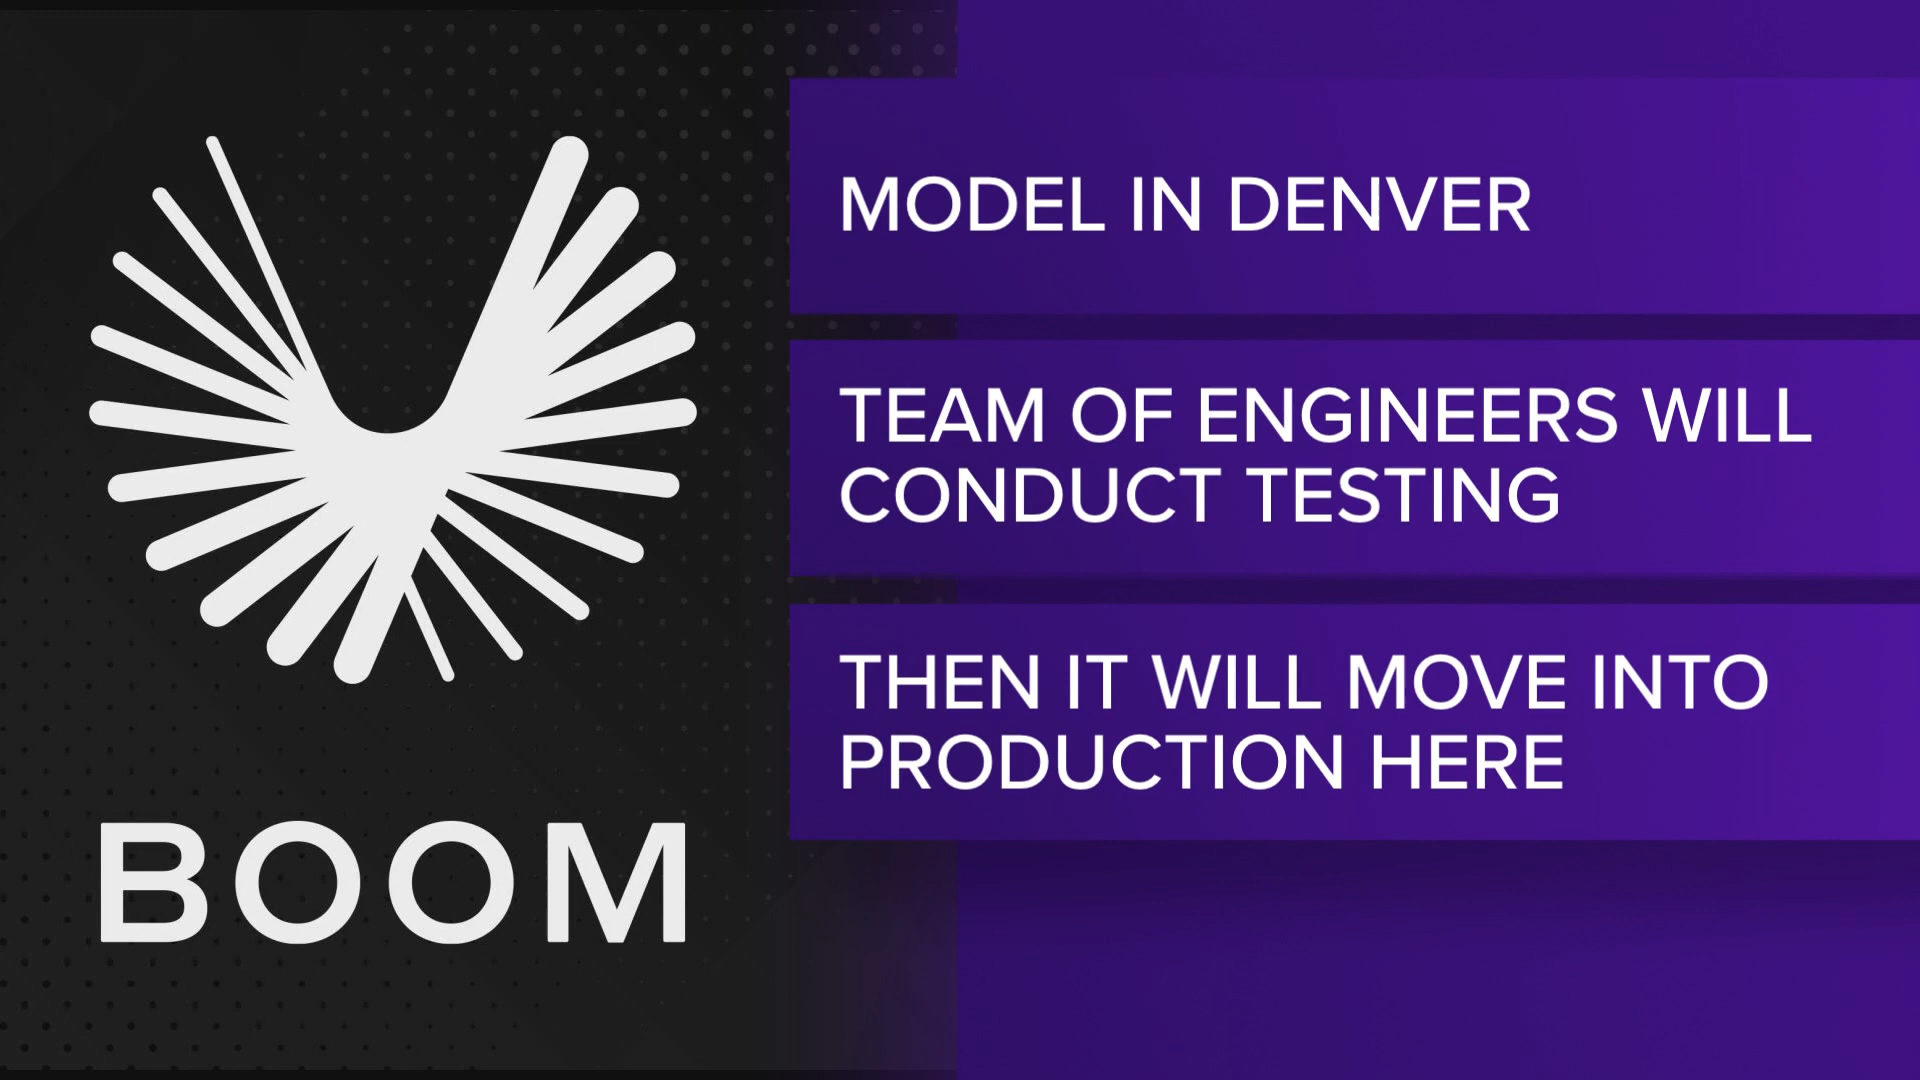 BOOM
MODEL IN DENVER
TEAM OF ENGINEERS WILL
CONDUCT TESTING
THEN IT WILL MOVE INTO
PRODUCTION HERE